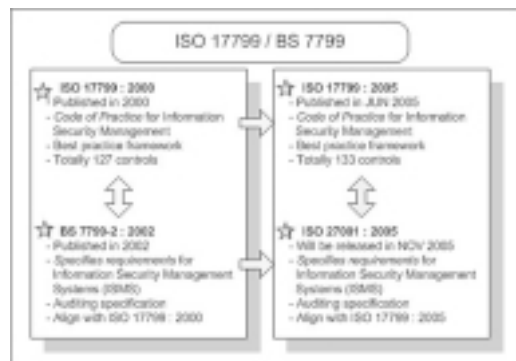 ISO 17799 / BS 7799
ISO 17799 : 2000
- Published in 2000
- Code of Practice for Information
Security Management
- Best practice framework
- Totally 127 controls
BS 7799-2 : 2002
- Published in 2002
- Specifies requirements for
Information Security Management
Systems (ISMS)
- Auditing specification
- Align with ISO 17799 : 2000
ISO 17799 : 2005
- Published in JUN 2005
- Code of Practice for Information
Security Management
- Best practice framework
- Totally 133 controls
ISO 27001 : 2005
- Will be released in NOV 2005
- Specifies requirements for
Information Security Management
Systems (ISMS)
- Auditing specification
- Align with ISO 17799 : 2005